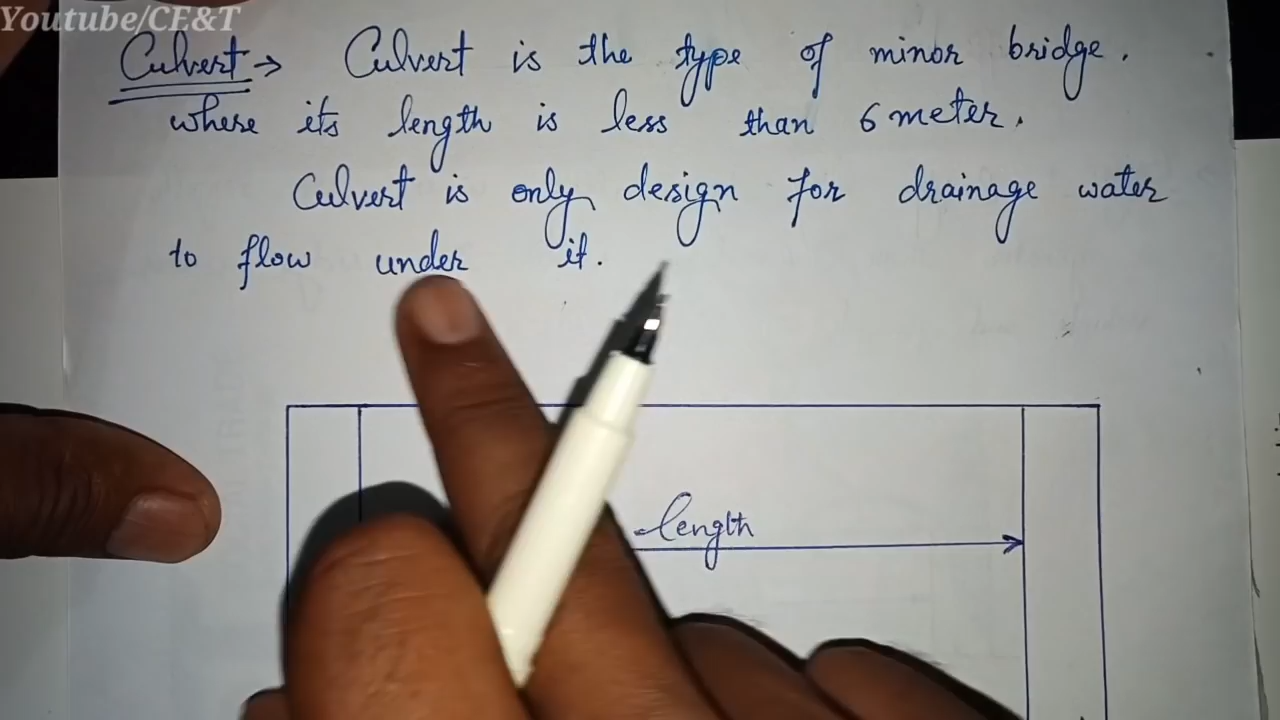 Youtube/CE&T
Culvert → Culvert is the type of minor bridge.
where its length is less than 6 meter.
Culvert is only design for drainage water
to flow under it.
length